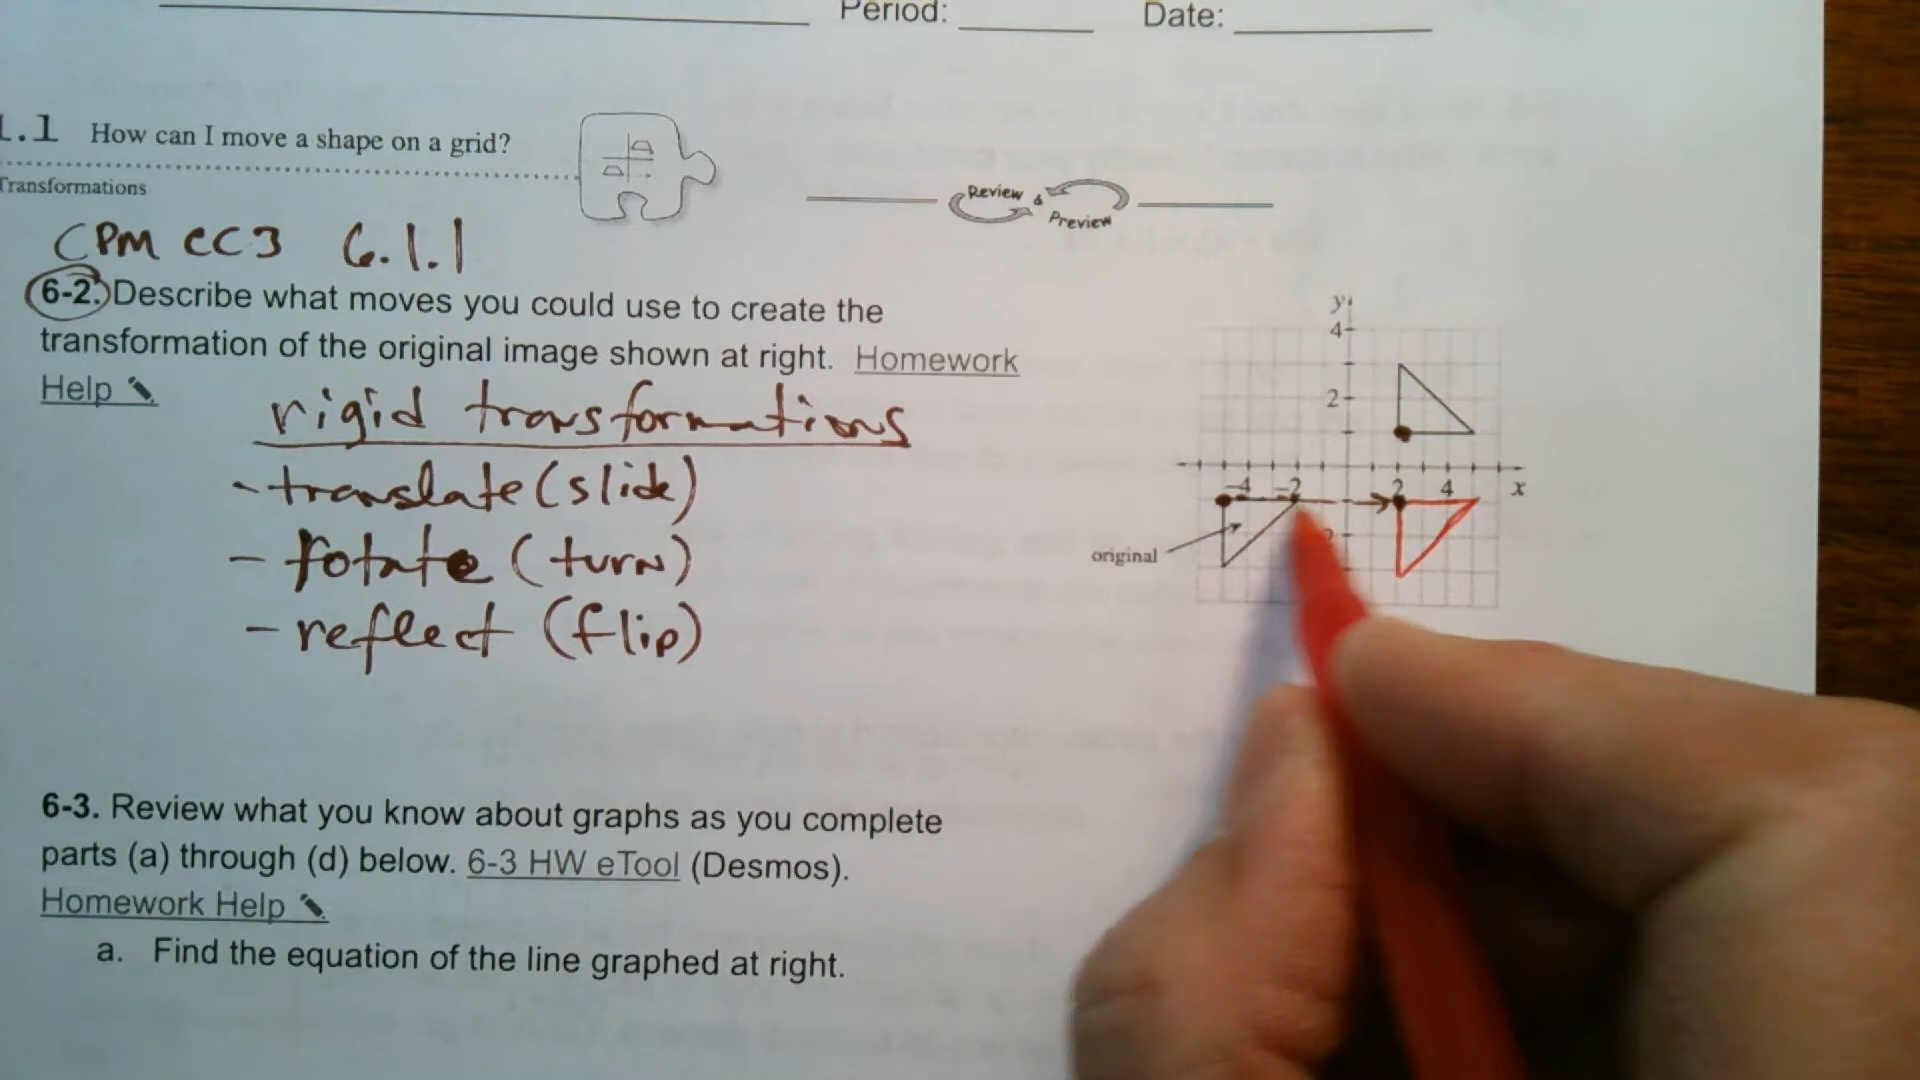 Period: Date:
.1 How can I move a shape on a grid?
Transformations
Review & Preview
CPM CC3 6.1.1
6-2. Describe what moves you could use to create the
transformation of the original image shown at right. Homework
Help
rigid transformations
- translate (slide)
- rotate (turn)
- reflect (flip)
y
4
2
-4 -2 2 4 x
original
6-3. Review what you know about graphs as you complete
parts (a) through (d) below. 6-3 HW eTool (Desmos).
Homework Help
a. Find the equation of the line graphed at right.